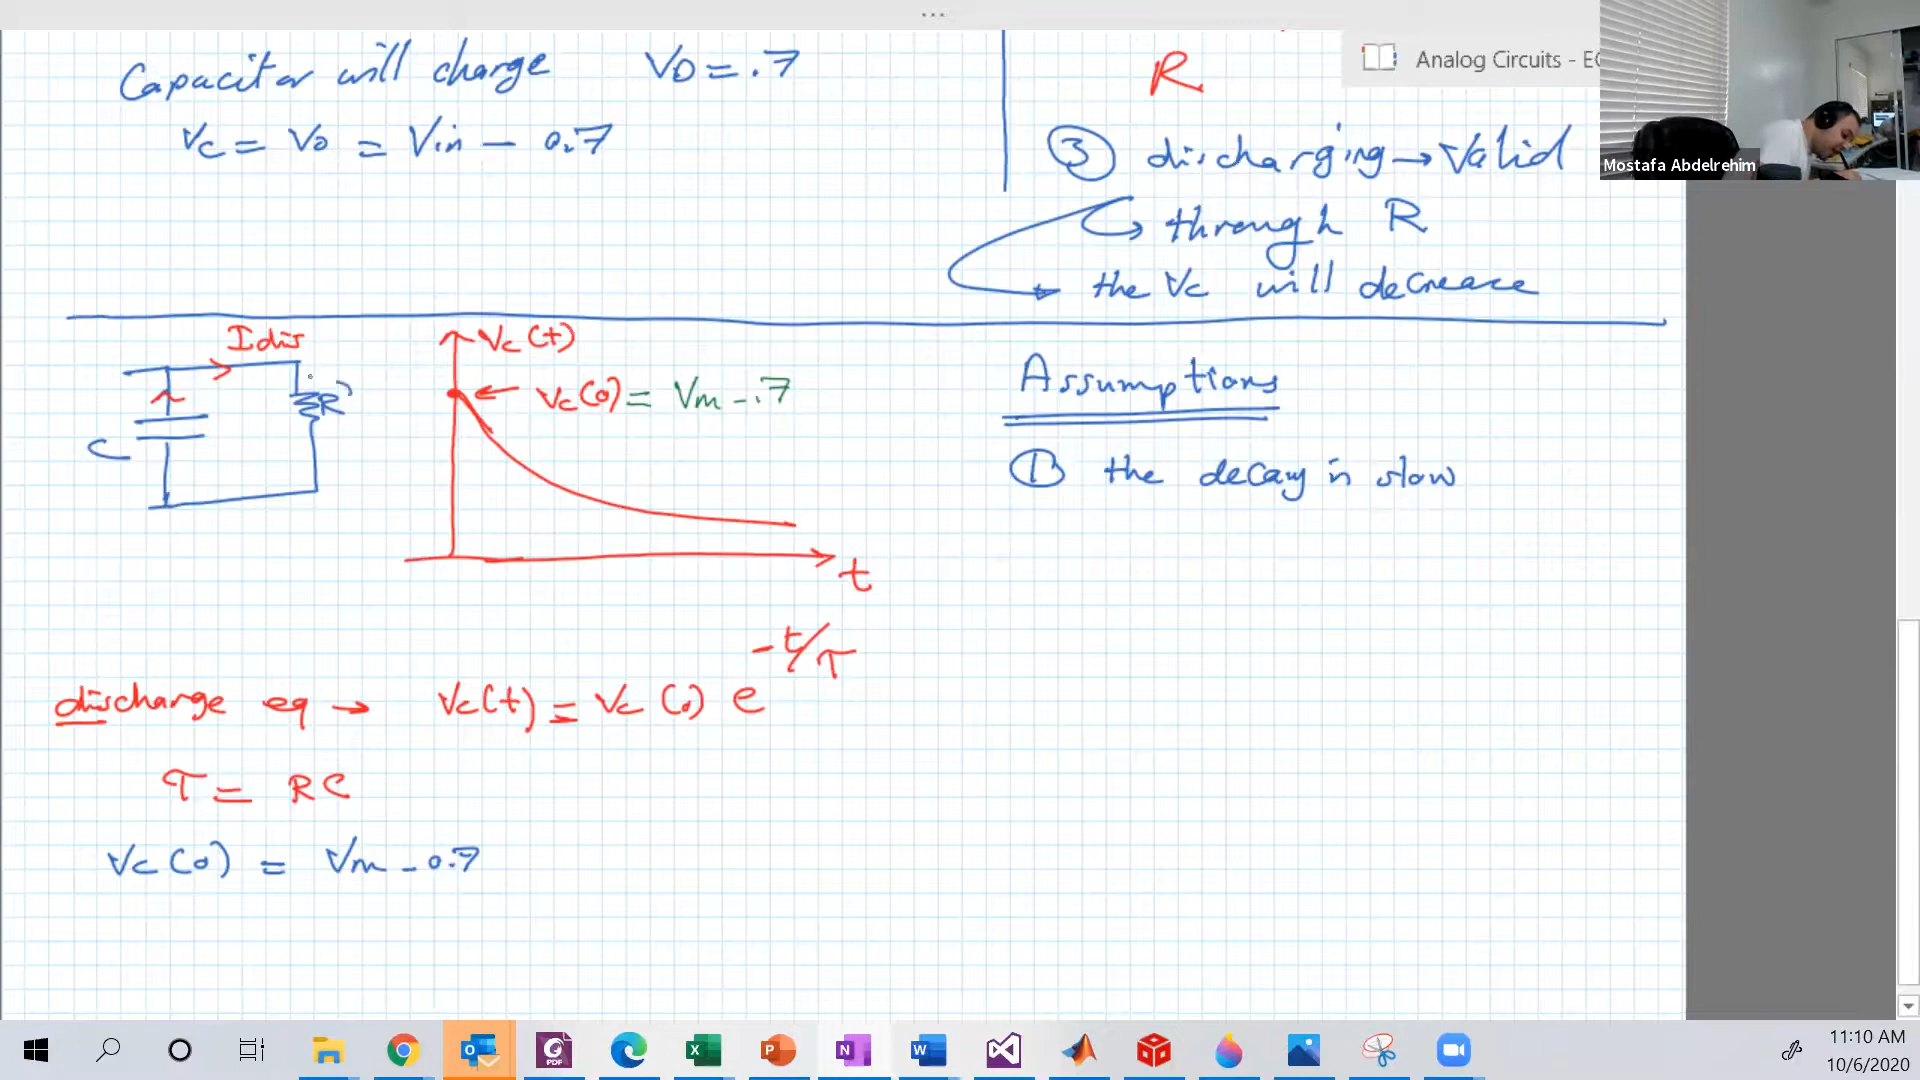 Capacitor will charge VD = .7
Vc = Vo = Vin - 0.7
R
Analog Circuits - EC
Mostafa Abdelrehim
③ discharging → Valid
through R
the Vc will decrease
Idis
R
C
Vc(t)
Vc(0) = Vm - .7
t
Assumptions
① the decay is slow
discharge eq → Vc(t) = Vc(0) e -t/τ
τ = RC
Vc(0) = Vm - 0.7
11:10 AM
10/6/2020